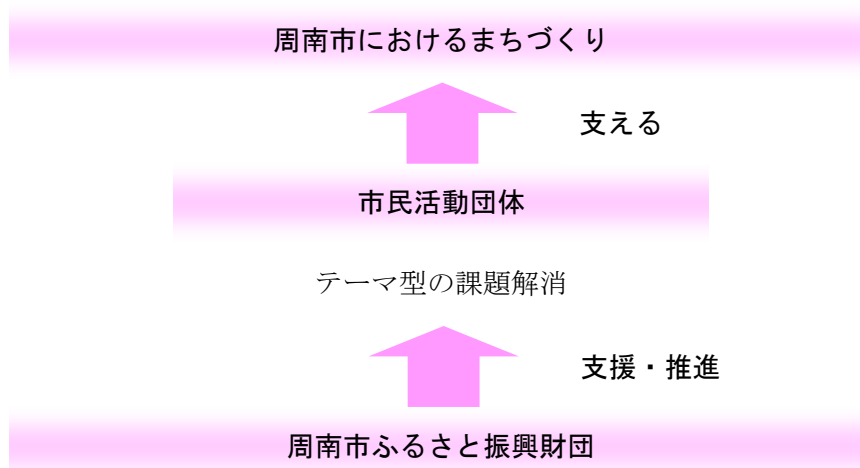 周南市におけるまちづくり
支える
市民活動団体
テーマ型の課題解消
支援・推進
周南市ふるさと振興財団